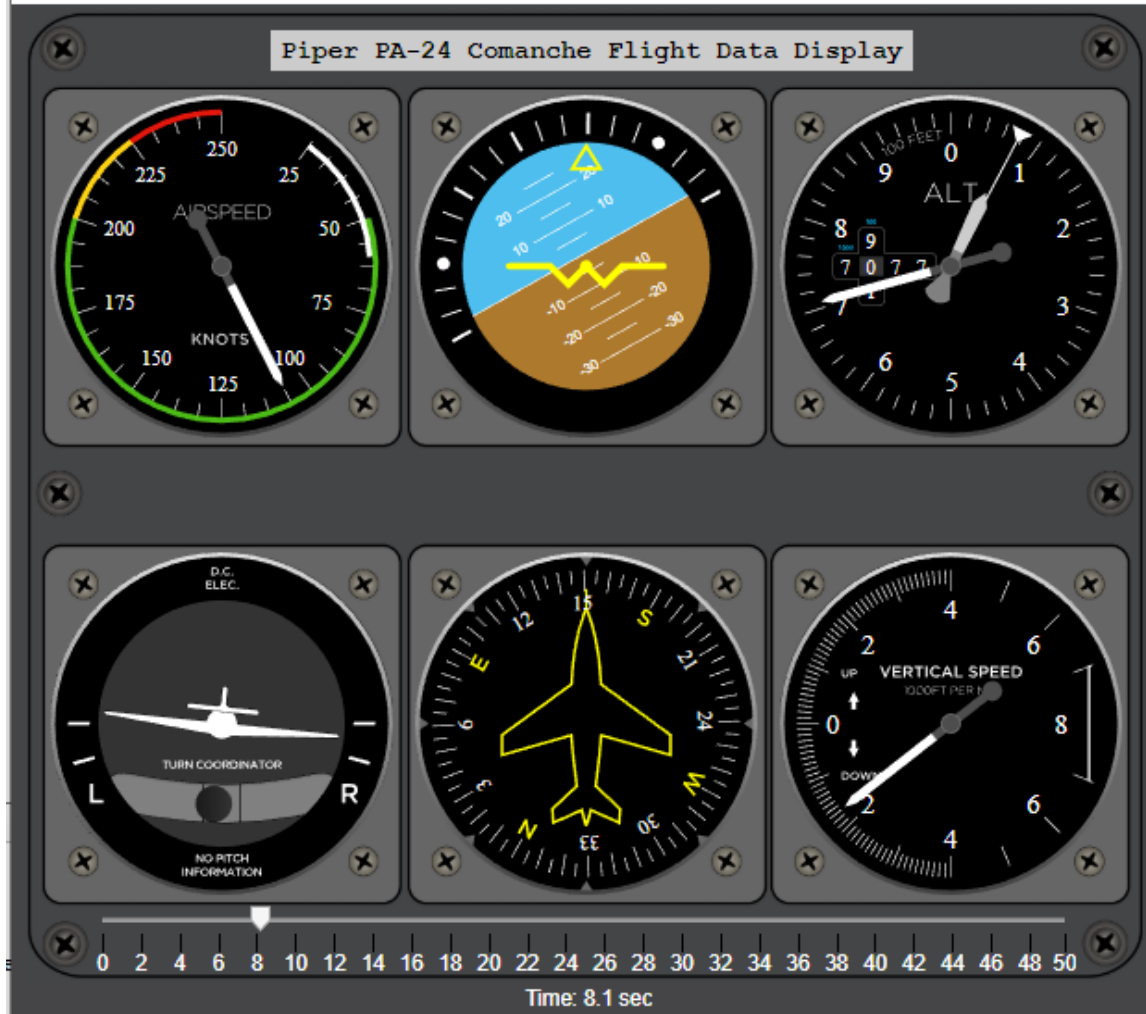 Piper PA-24 Comanche Flight Data Display
250
225 25
AIRSPEED
200 50
175 75
KNOTS
150 100
125
20 20
10 10
-10 -10
-20 -20
-30 -30
100 FEET
0
9 1
ALT
8 2
9
7 0 7 7
1
7 3
6 4
5
D.C.
ELEC.
TURN COORDINATOR
L R
NO PITCH
INFORMATION
15
12 S
E 21
6 24
3 W
N 30
33
4
2 6
UP VERTICAL SPEED
1000FT PER M
0 8
DOWN
2 6
4
0 2 4 6 8 10 12 14 16 18 20 22 24 26 28 30 32 34 36 38 40 42 44 46 48 50
Time: 8.1 sec